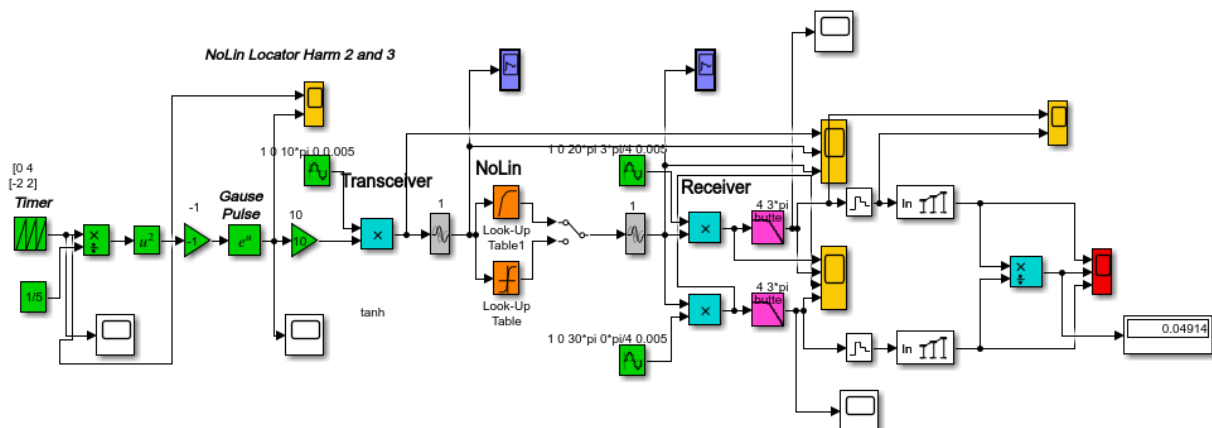 NoLin Locator Harm 2 and 3
1 0 10*pi 0 0.005
1 0 20*pi 3*pi/4 0.005
[0 4
[-2 2]
Timer
Gause
Pulse
Transceiver
NoLin
Receiver
-1
10
1
1
4 3*pi
butte
In
×
÷
u²
-1
eᵘ
10
×
Look-Up
Table1
×
1/5
Look-Up
Table
×
4 3*pi
butte
×
÷
tanh
1 0 30*pi 0*pi/4 0.005
In
0.04914